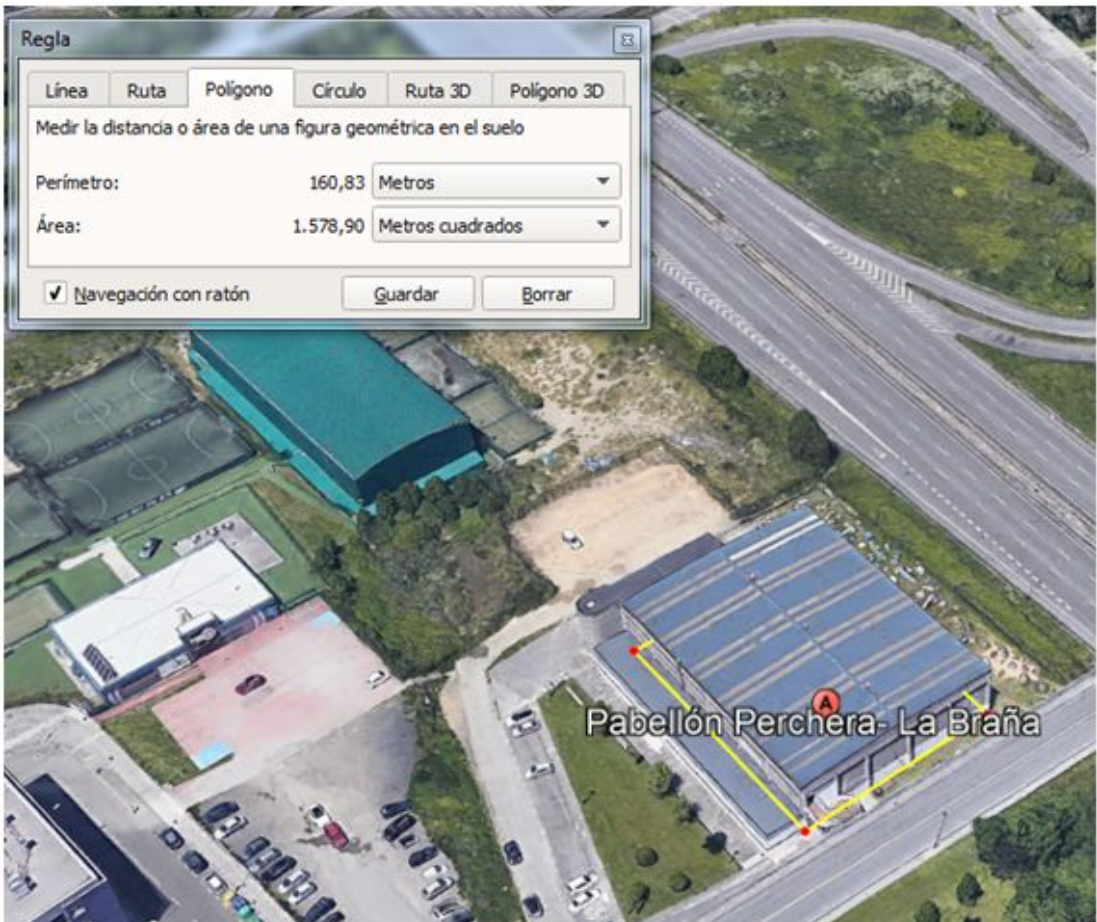 Regla
Línea Ruta Polígono Círculo Ruta 3D Polígono 3D
Medir la distancia o área de una figura geométrica en el suelo
Perímetro: 160,83 Metros
Área: 1.578,90 Metros cuadrados
Navegación con ratón Guardar Borrar
A
Pabellón Perchera- La Braña